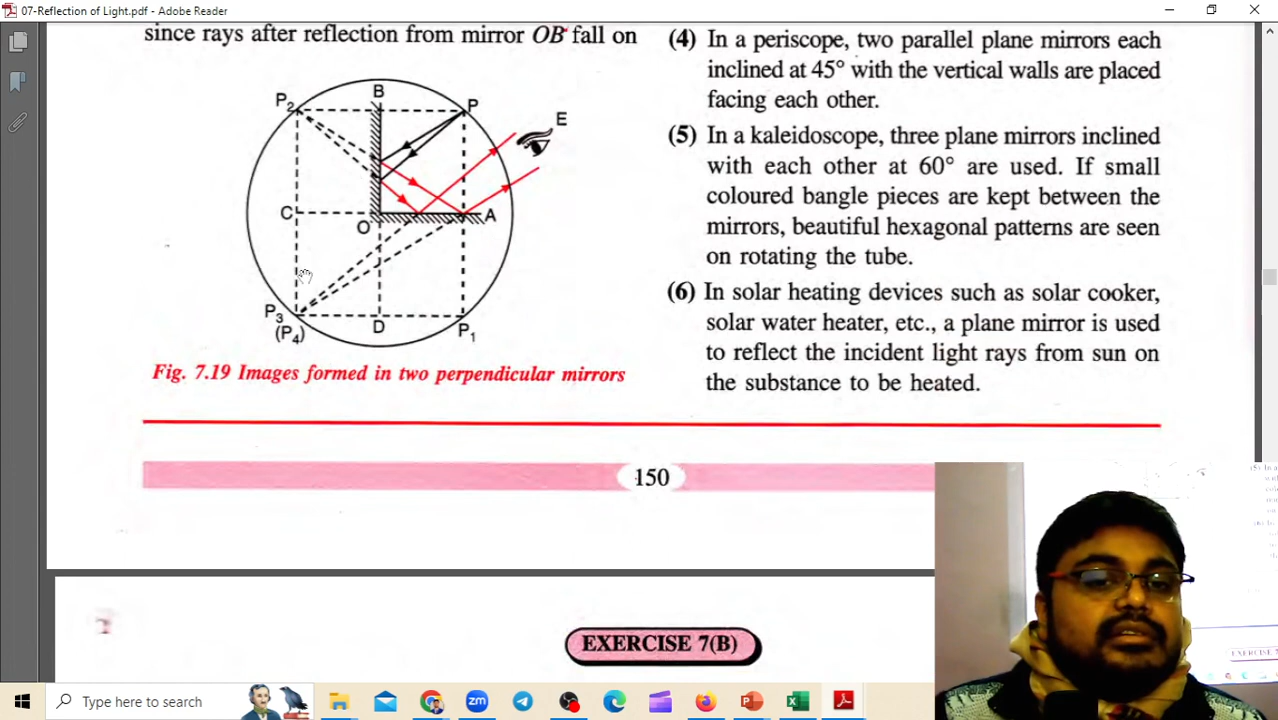 07-Reflection of Light.pdf - Adobe Reader
since rays after reflection from mirror OB fall on
B
P2
P
E
C
O
A
P3
(P4)
D
P1
Fig. 7.19 Images formed in two perpendicular mirrors
(4) In a periscope, two parallel plane mirrors each
inclined at 45° with the vertical walls are placed
facing each other.
(5) In a kaleidoscope, three plane mirrors inclined
with each other at 60° are used. If small
coloured bangle pieces are kept between the
mirrors, beautiful hexagonal patterns are seen
on rotating the tube.
(6) In solar heating devices such as solar cooker,
solar water heater, etc., a plane mirror is used
to reflect the incident light rays from sun on
the substance to be heated.
150
EXERCISE 7(B)
Type here to search
zm